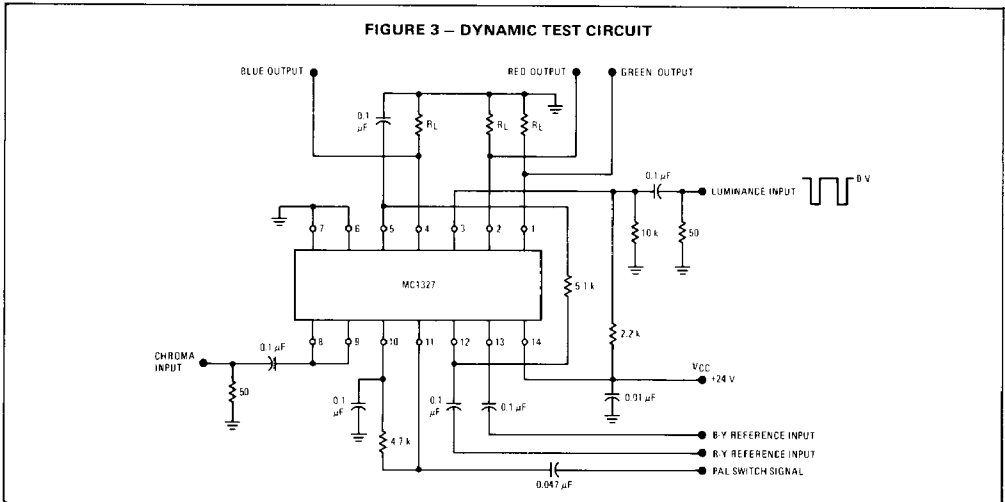 FIGURE 3 – DYNAMIC TEST CIRCUIT
BLUE OUTPUT
RED OUTPUT
GREEN OUTPUT
0.1 µF
RL
RL
RL
0.1 µF
LUMINANCE INPUT
0 V
10 k
50
7
6
5
4
3
2
1
MC1327
5.1 k
2.2 k
8
9
10
11
12
13
14
CHROMA INPUT
0.1 µF
50
VCC
+24 V
0.1 µF
0.1 µF
0.1 µF
0.01 µF
4.7 k
B-Y REFERENCE INPUT
R-Y REFERENCE INPUT
PAL SWITCH SIGNAL
0.047 µF